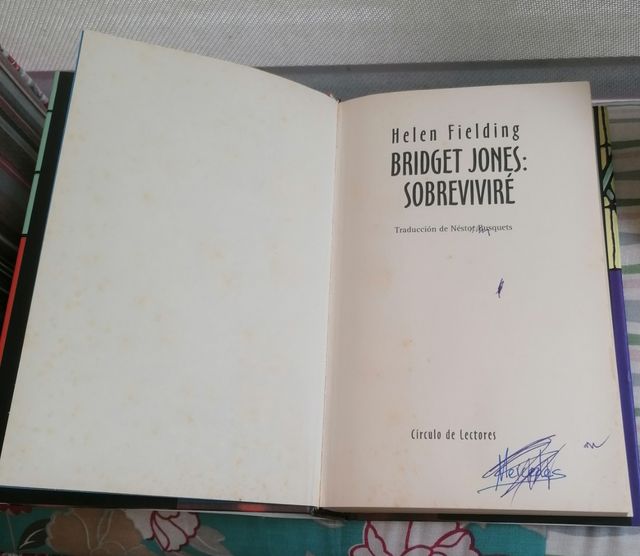 Helen Fielding
BRIDGET JONES:
SOBREVIVIRÉ
Traducción de Néstor Busquets
Círculo de Lectores